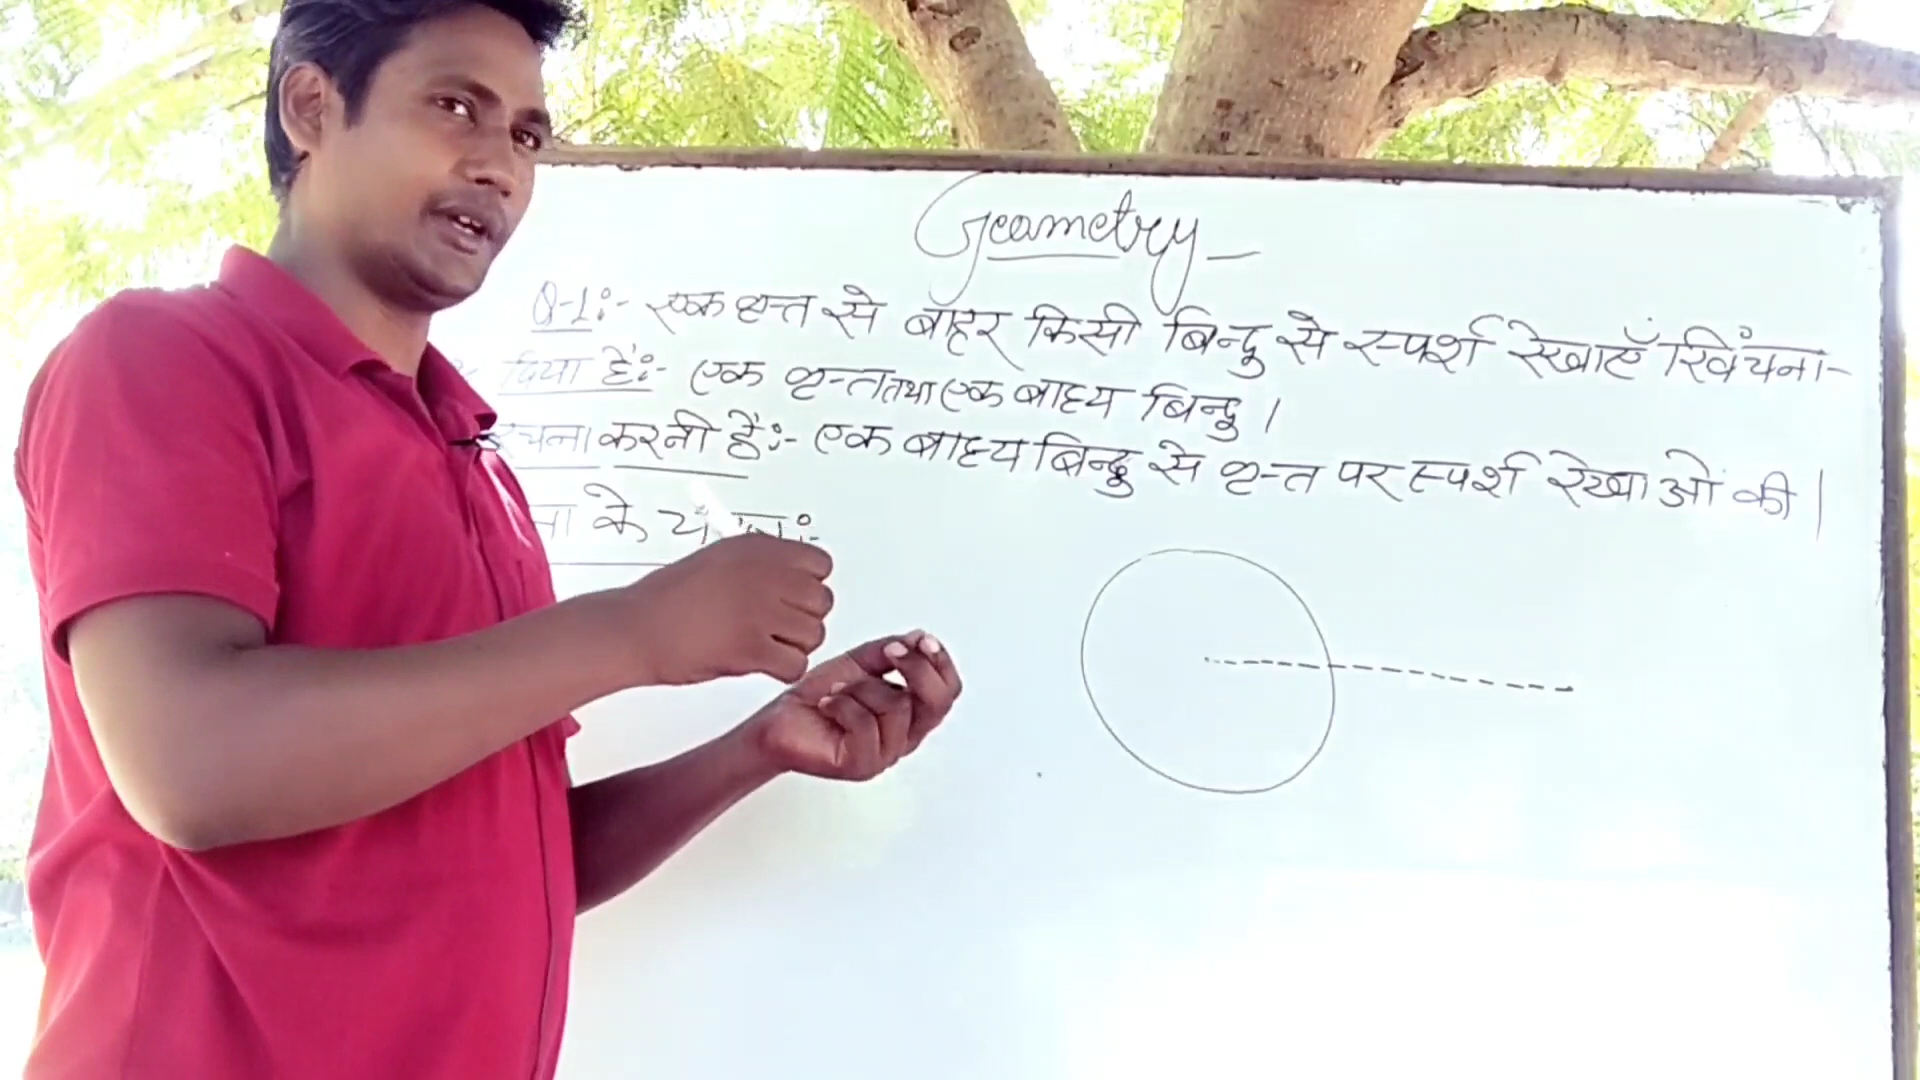 Geometry
Q-1:- एक वृत्त से बाहर किसी बिन्दु से स्पर्श रेखाएँ खिंचना-
दिया है:- एक वृत्त तथा एक बाह्य बिन्दु।
रचना करनी है:- एक बाह्य बिन्दु से वृत्त पर स्पर्श रेखाओं की।
ना के